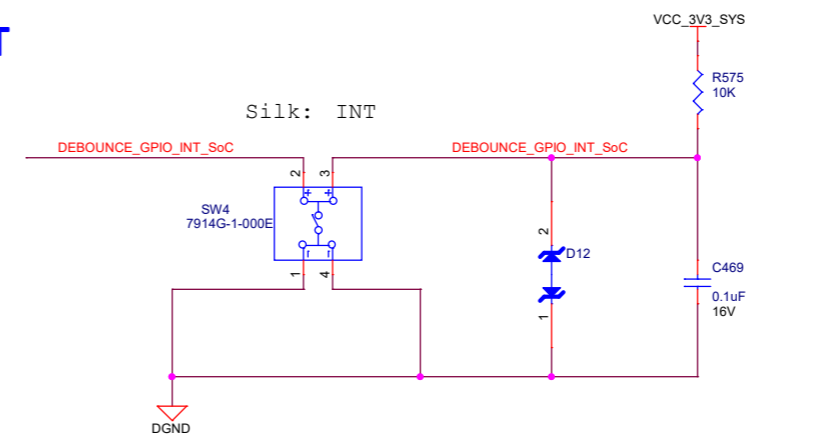 VCC_3V3_SYS
R575
10K
Silk: INT
DEBOUNCE_GPIO_INT_SoC
DEBOUNCE_GPIO_INT_SoC
2
3
SW4
7914G-1-000E
2
D12
1
4
1
C469
0.1uF
16V
DGND